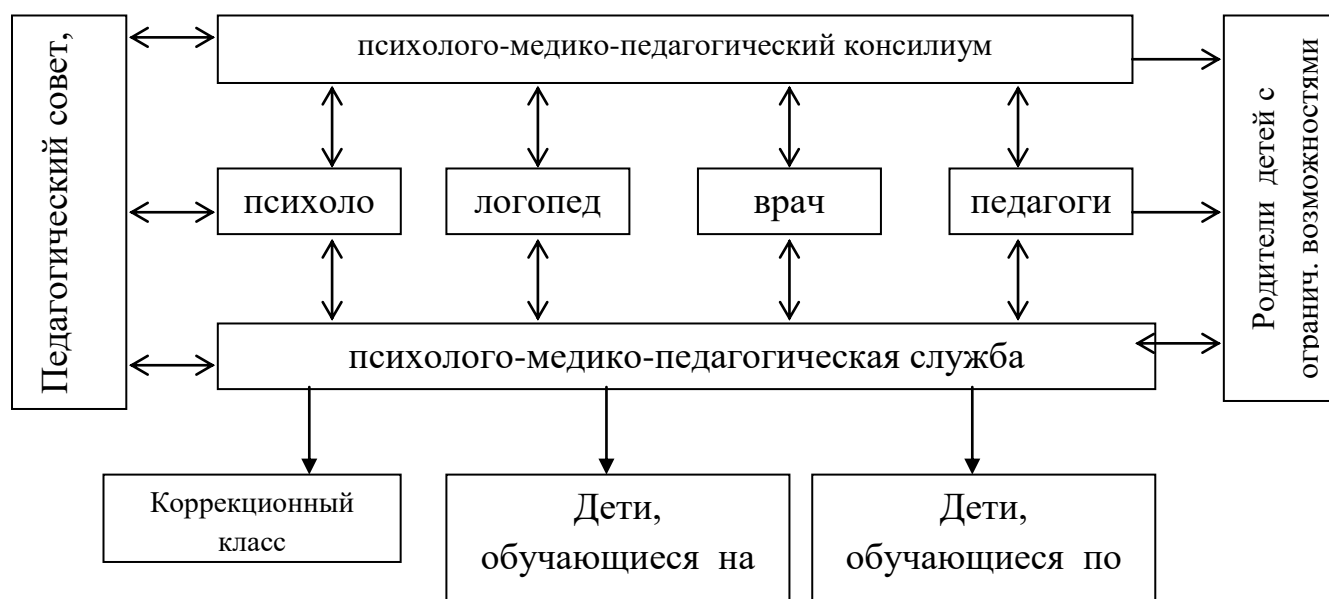 Педагогический совет,
психолого-медико-педагогический консилиум
Родители детей с
огранич. возможностями
психоло
логопед
врач
педагоги
психолого-медико-педагогическая служба
Коррекционный
класс
Дети,
обучающиеся на
Дети,
обучающиеся по